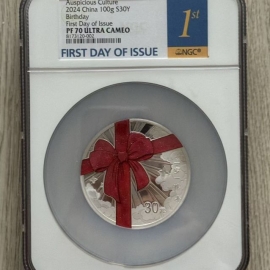 Auspicious Culture
2024 China 100g S30Y
Birthday
First Day of Issue
PF 70 ULTRA CAMEO
1st
NGC
FIRST DAY OF ISSUE
30